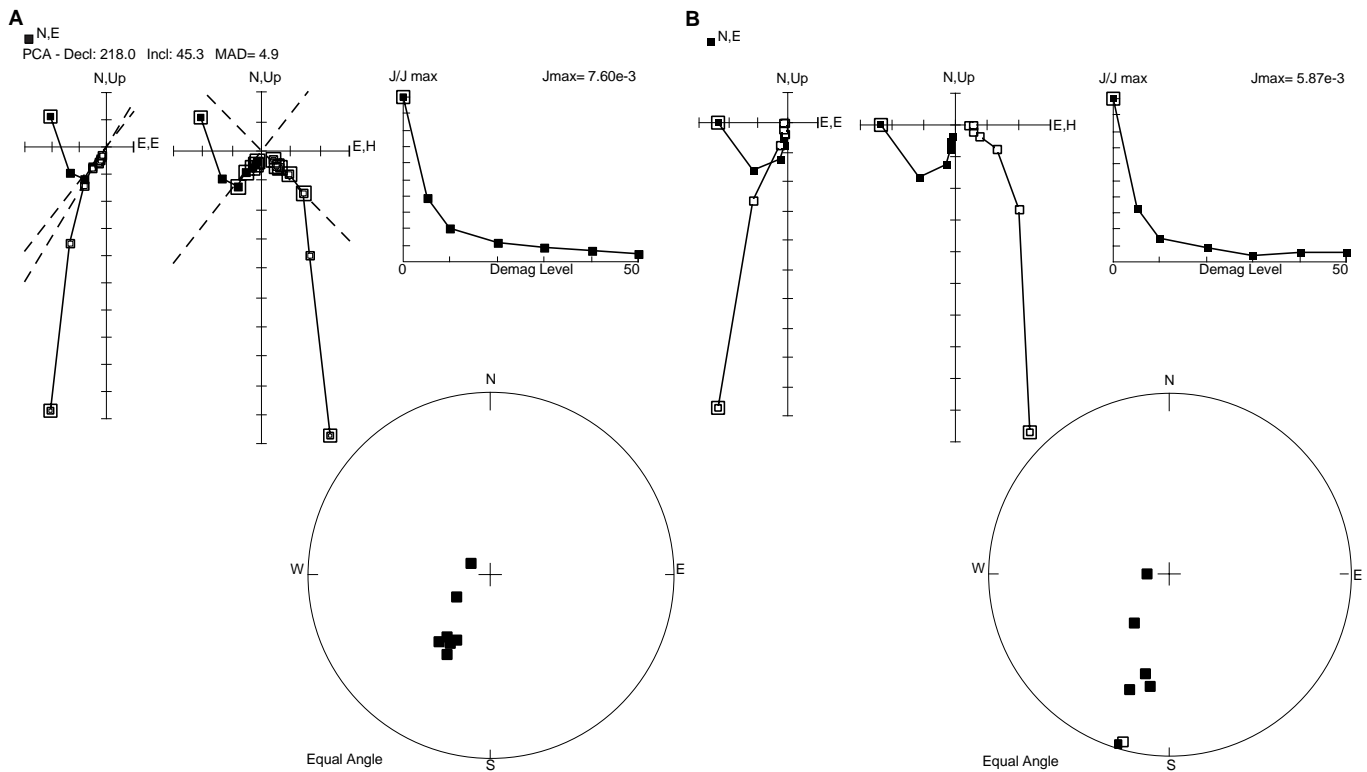 A
N,E
PCA - Decl: 218.0 Incl: 45.3 MAD= 4.9
N,Up
E,E
N,Up
E,H
J/J max
Jmax= 7.60e-3
0
Demag Level
50
N
W
E
S
Equal Angle
B
N,E
N,Up
E,E
N,Up
E,H
J/J max
Jmax= 5.87e-3
0
Demag Level
50
N
W
E
S
Equal Angle